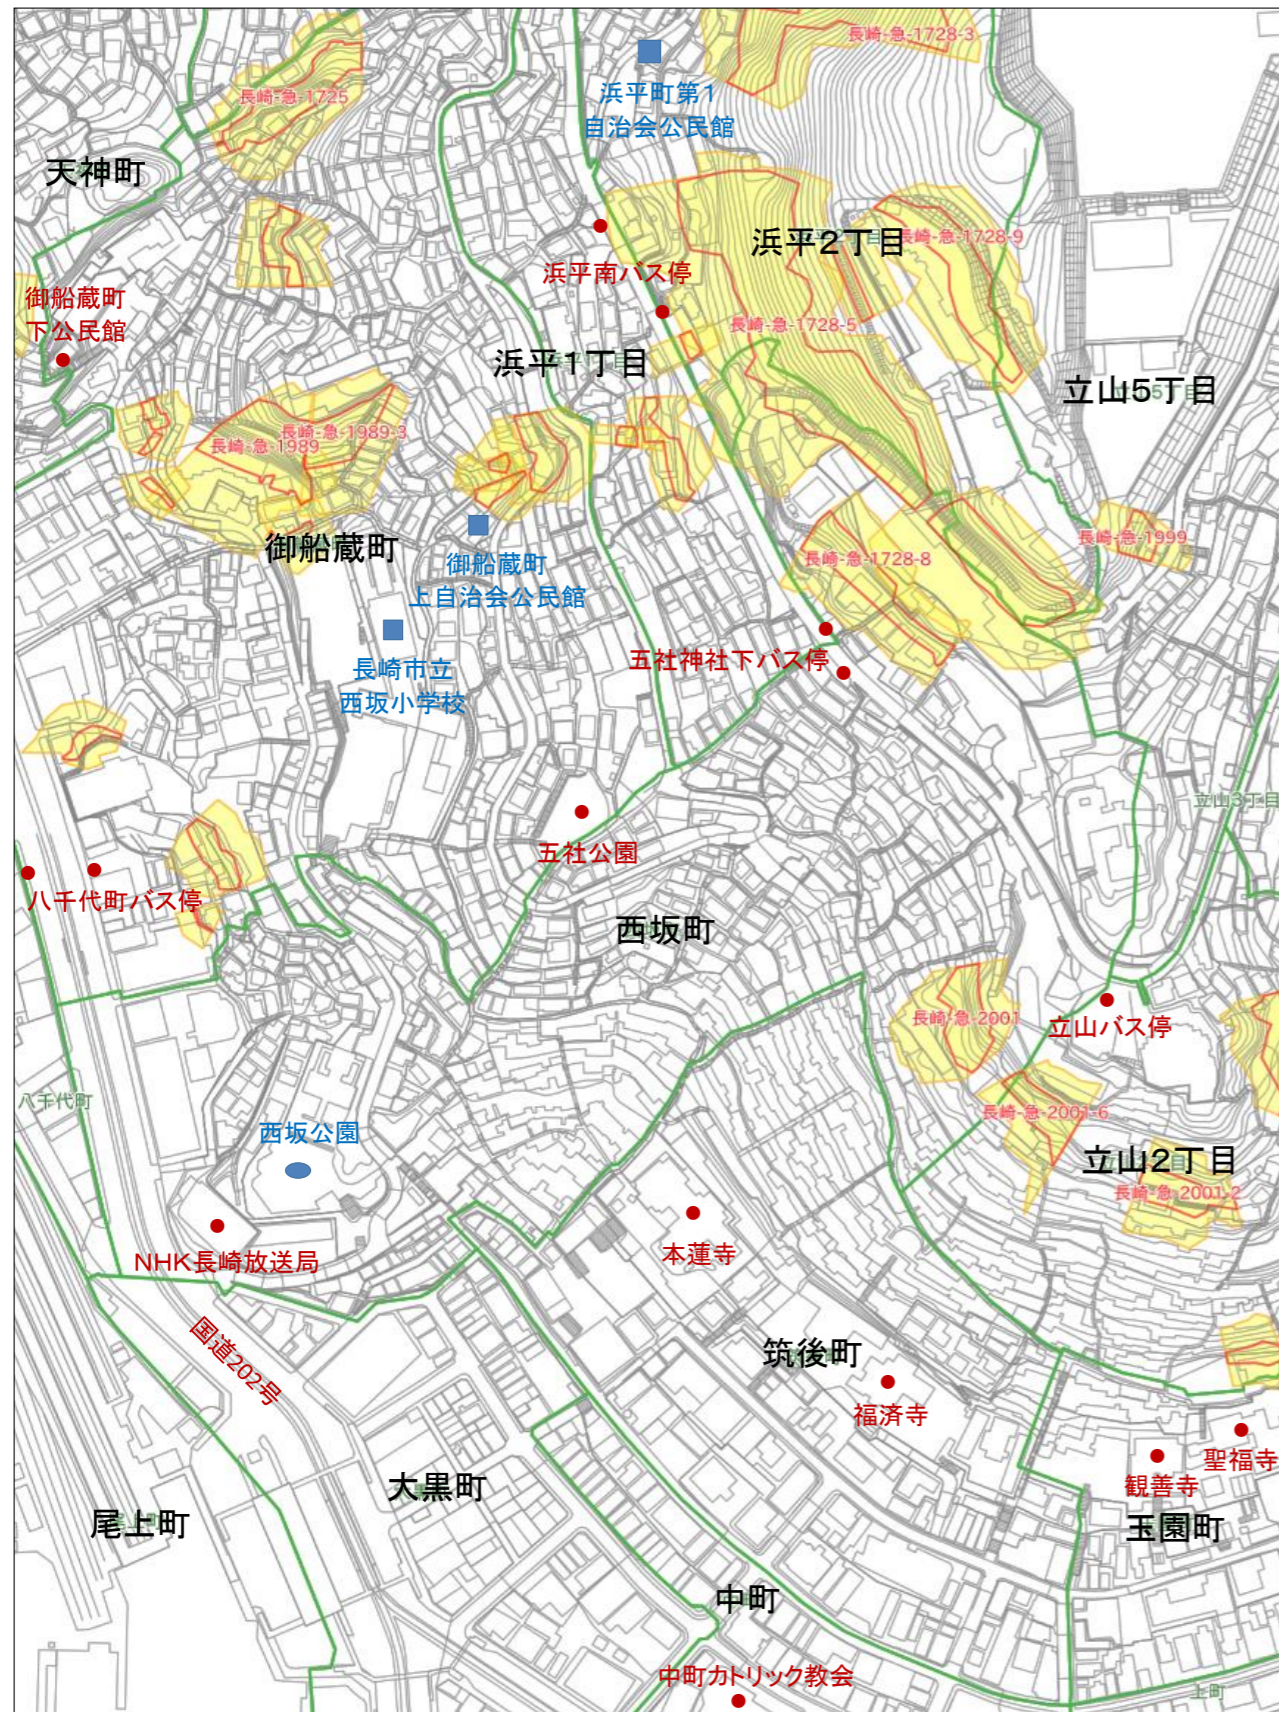 長崎-急-1728-3
浜平町第1
自治会公民館
長崎-急-1725
天神町
浜平2丁目
長崎-急-1728-9
浜平南バス停
御船蔵町
下公民館
長崎-急-1728-5
浜平1丁目
立山5丁目
長崎-急-1989-3
長崎-急-1989
御船蔵町
長崎-急-1999
長崎-急-1728-8
御船蔵町
上自治会公民館
五社神社下バス停
長崎市立
西坂小学校
立山3丁目
五社公園
八千代町バス停
西坂町
長崎-急-2001
立山バス停
八千代町
長崎-急-2001-6
西坂公園
立山2丁目
長崎-急-2001-2
本蓮寺
NHK長崎放送局
国道202号
筑後町
福済寺
聖福寺
観善寺
大黒町
尾上町
玉園町
中町
中町カトリック教会
上町